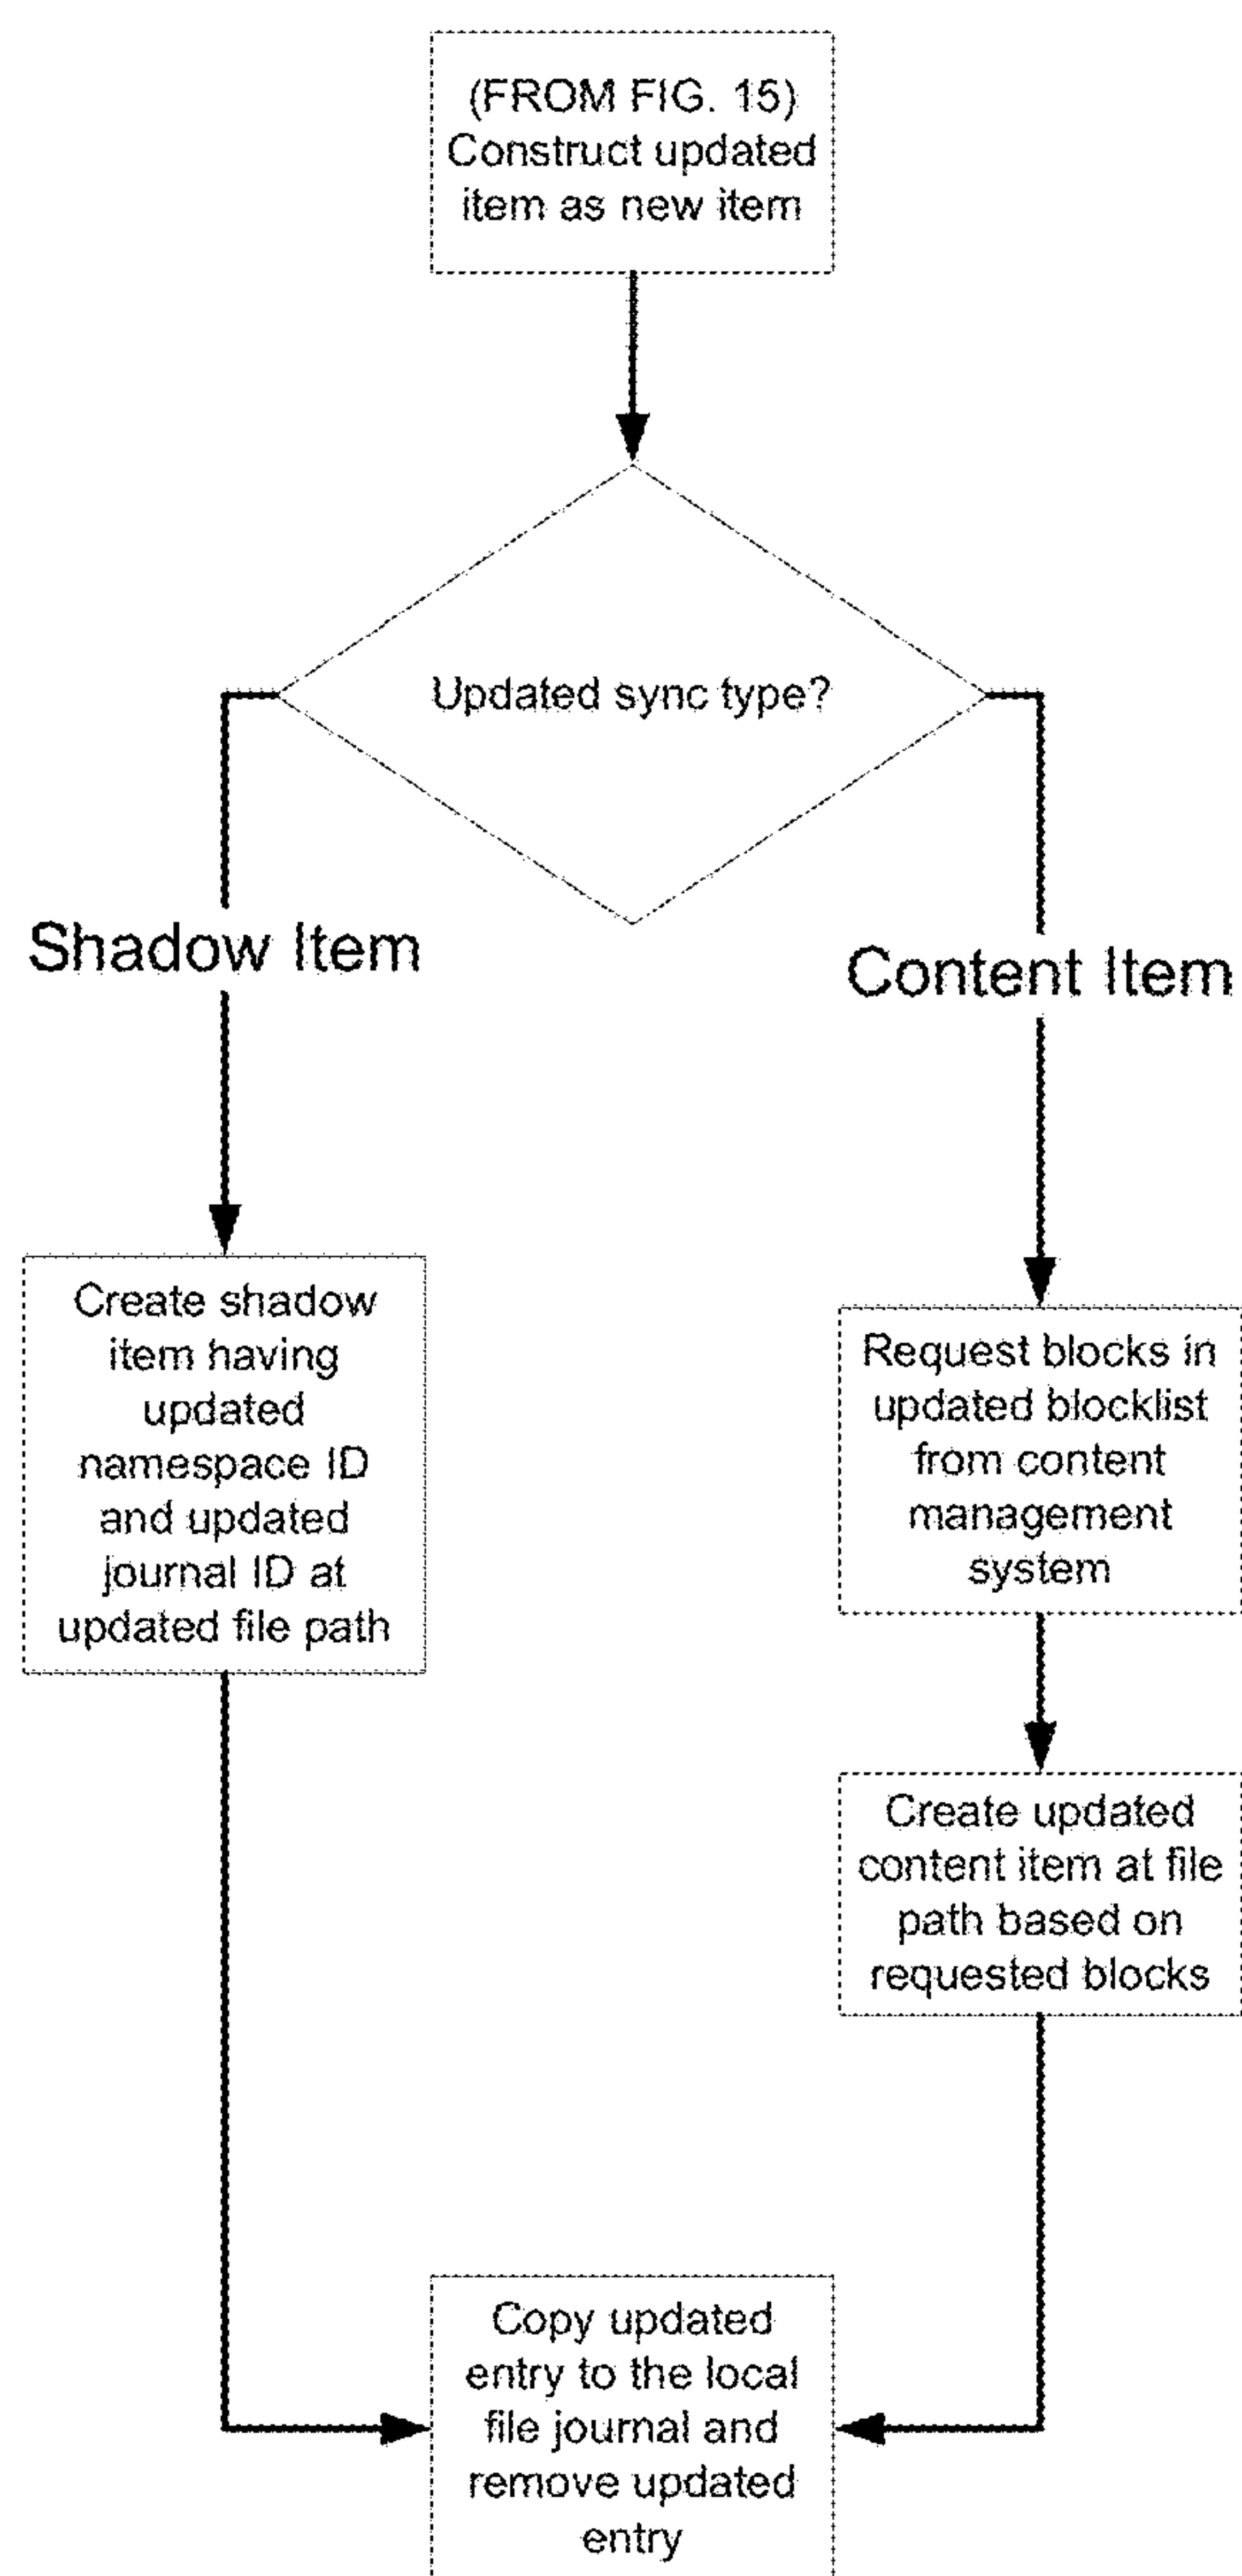 (FROM FIG. 15)
Construct updated
item as new item
Updated sync type?
Shadow Item
Content Item
Create shadow
item having
updated
namespace ID
and updated
journal ID at
updated file path
Request blocks in
updated blocklist
from content
management
system
Create updated
content item at file
path based on
requested blocks
Copy updated
entry to the local
file journal and
remove updated
entry